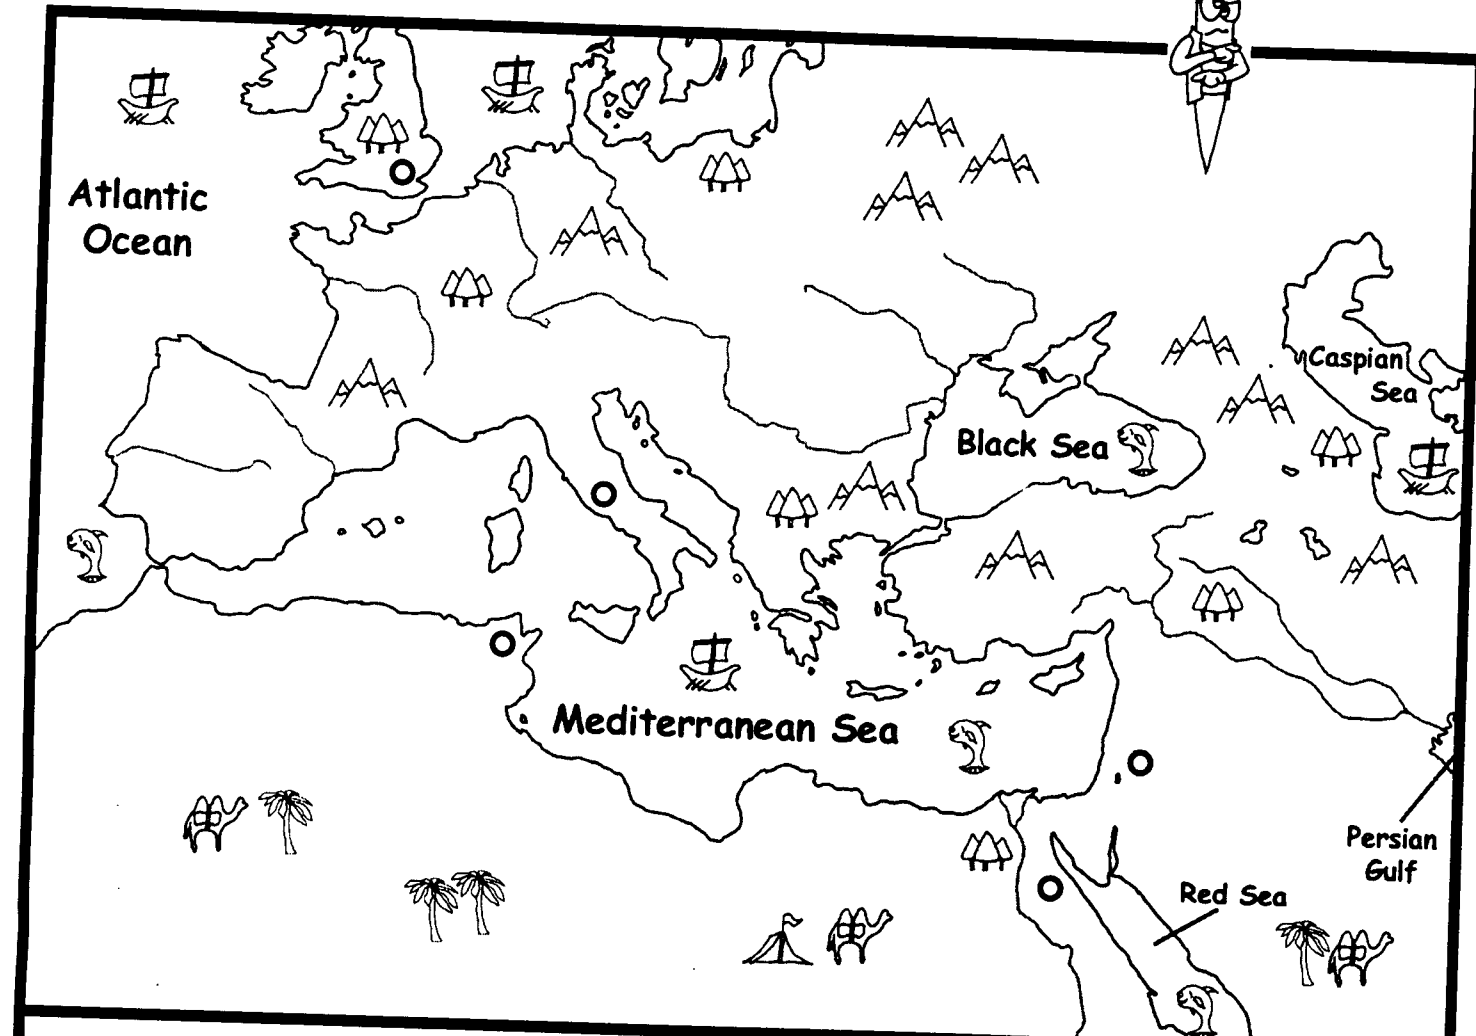 Atlantic
Ocean
Caspian
Sea
Black Sea
Mediterranean Sea
Persian
Gulf
Red Sea